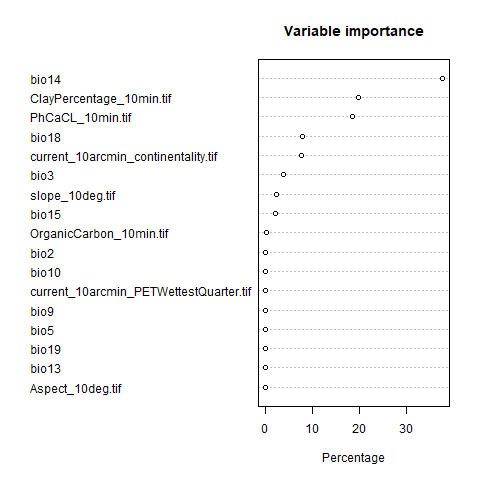 Variable importance
bio14
ClayPercentage_10min.tif
PhCaCL_10min.tif
bio18
current_10arcmin_continentality.tif
bio3
slope_10deg.tif
bio15
OrganicCarbon_10min.tif
bio2
bio10
current_10arcmin_PETWettestQuarter.tif
bio9
bio5
bio19
bio13
Aspect_10deg.tif
0 10 20 30
Percentage